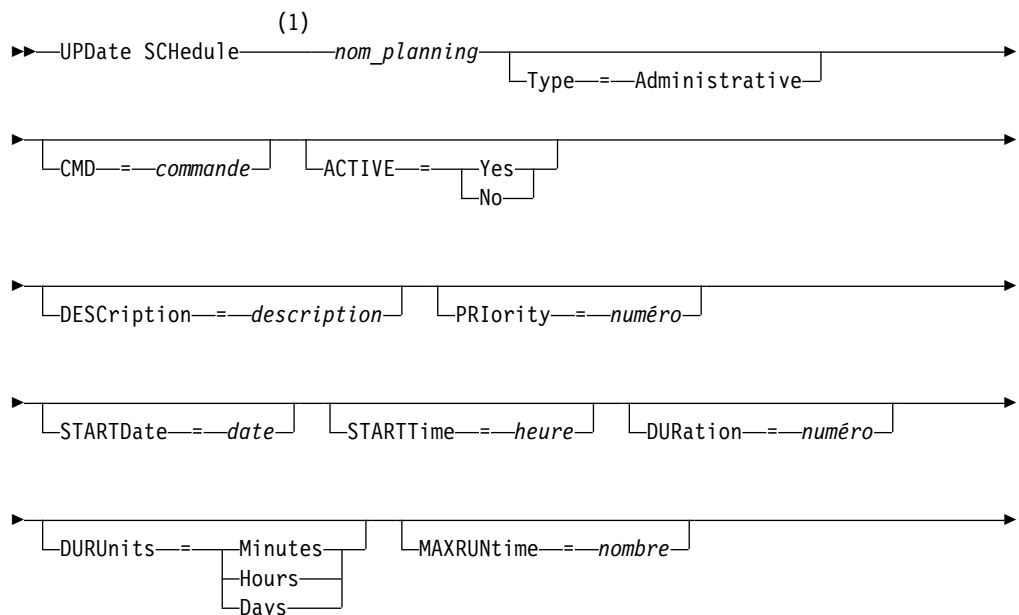 (1)
UPDate SCHedule nom_planning
Type = Administrative
CMD = commande ACTIVE = Yes
No
DESCription = description PRIority = numéro
STARTDate = date STARTTime = heure DURation = numéro
DURUnits = Minutes MAXRUNtime = nombre
Hours
Days